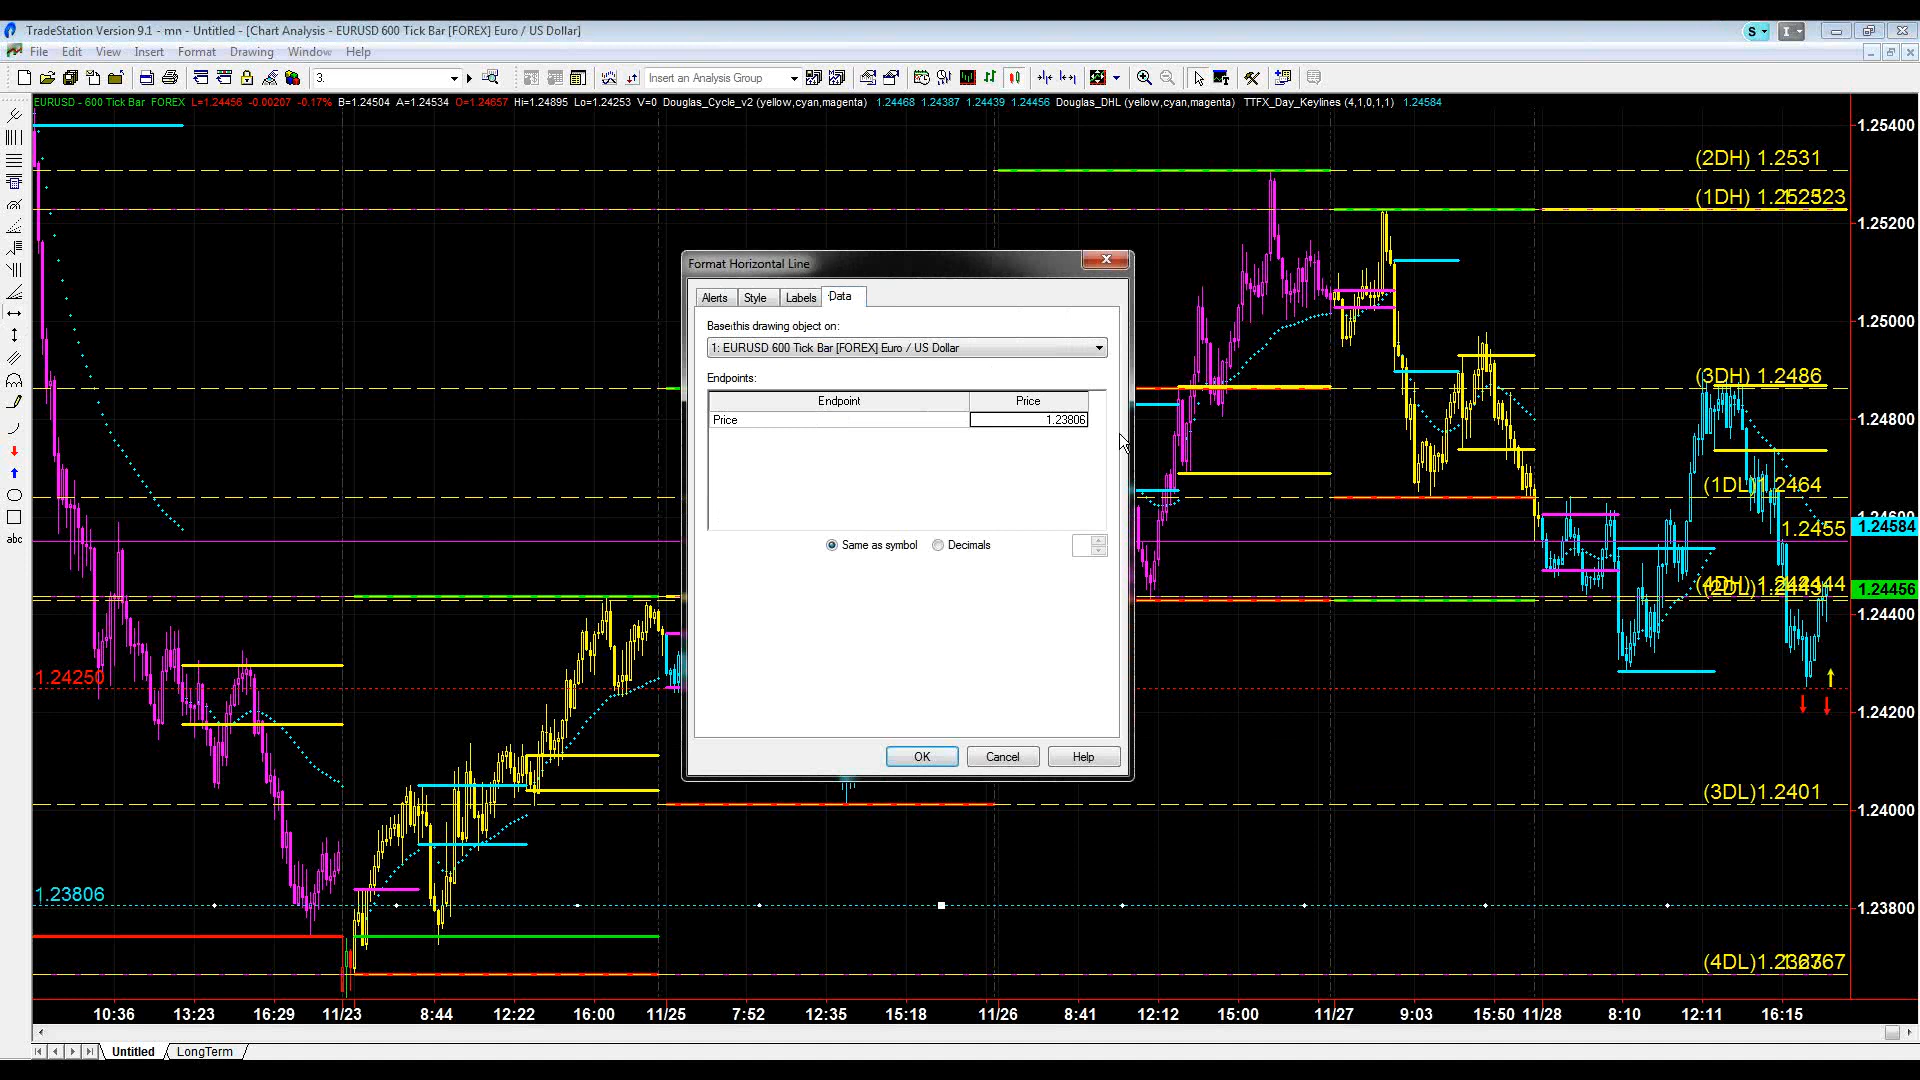 TradeStation Version 9.1 - mn - Untitled - [Chart Analysis - EURUSD 600 Tick Bar [FOREX] Euro / US Dollar]
S I
File Edit View Insert Format Drawing Window Help
3. Insert an Analysis Group
EURUSD - 600 Tick Bar FOREX L=1.24456 -0.00207 -0.17% B=1.24504 A=1.24534 O=1.24657 Hi=1.24895 Lo=1.24253 V=0 Douglas_Cycle_v2 (yellow,cyan,magenta) 1.24468 1.24387 1.24439 1.24456 Douglas_DHL (yellow,cyan,magenta) TTFX_Day_Keylines (4,1,0,1,1) 1.24584
1.25400
(2DH) 1.2531
(1DH)
1.25200
Format Horizontal Line
Alerts Style Labels Data
Base this drawing object on:
1: EURUSD 600 Tick Bar [FOREX] Euro / US Dollar
1.25000
Endpoints:
Endpoint Price
Price 1.23806
(3DH) 1.2486
1.24800
(1DL) 1.2464
1.24584
1.2455
Same as symbol Decimals
1.24456
1.24400
1.24250
1.24200
OK Cancel Help
(3DL)1.2401
1.24000
1.23806
1.23800
(4DL)
10:36 13:23 16:29 11/23 8:44 12:22 16:00 11/25 7:52 12:35 15:18 11/26 8:41 12:12 15:00 11/27 9:03 15:50 11/28 8:10 12:11 16:15
Untitled LongTerm
abc